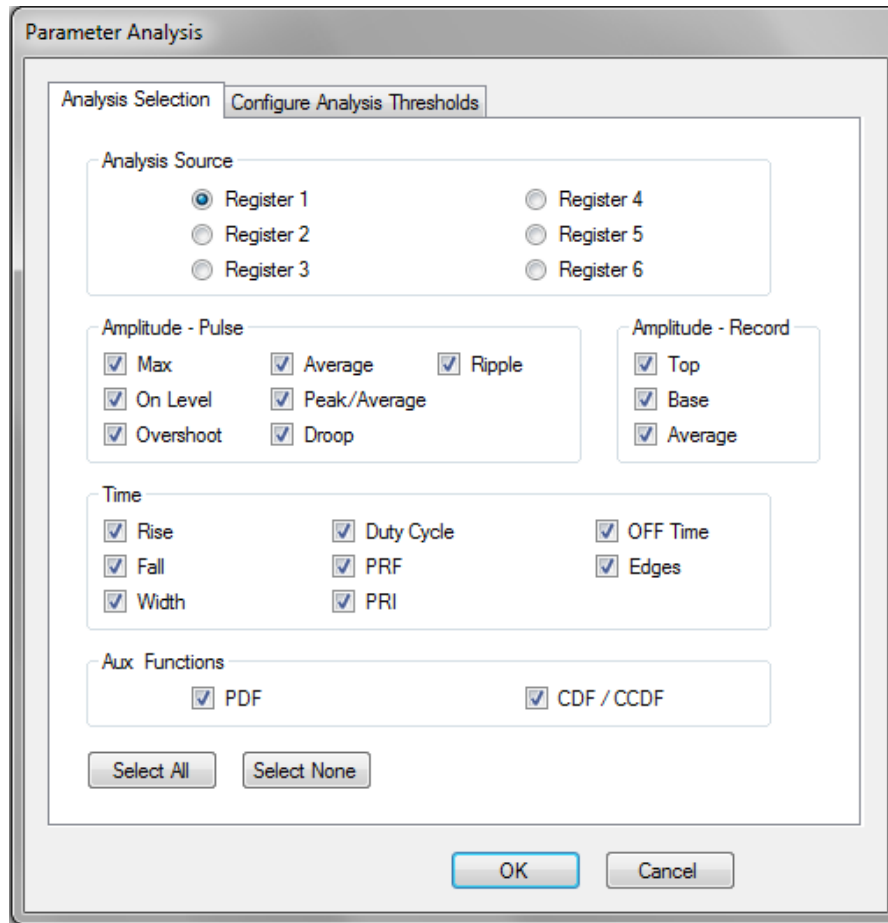 Parameter Analysis
Analysis Selection
Configure Analysis Thresholds
Analysis Source
Register 1
Register 4
Register 2
Register 5
Register 3
Register 6
Amplitude - Pulse
Max
Average
Ripple
On Level
Peak/Average
Overshoot
Droop
Amplitude - Record
Top
Base
Average
Time
Rise
Duty Cycle
OFF Time
Fall
PRF
Edges
Width
PRI
Aux Functions
PDF
CDF / CCDF
Select All
Select None
OK
Cancel